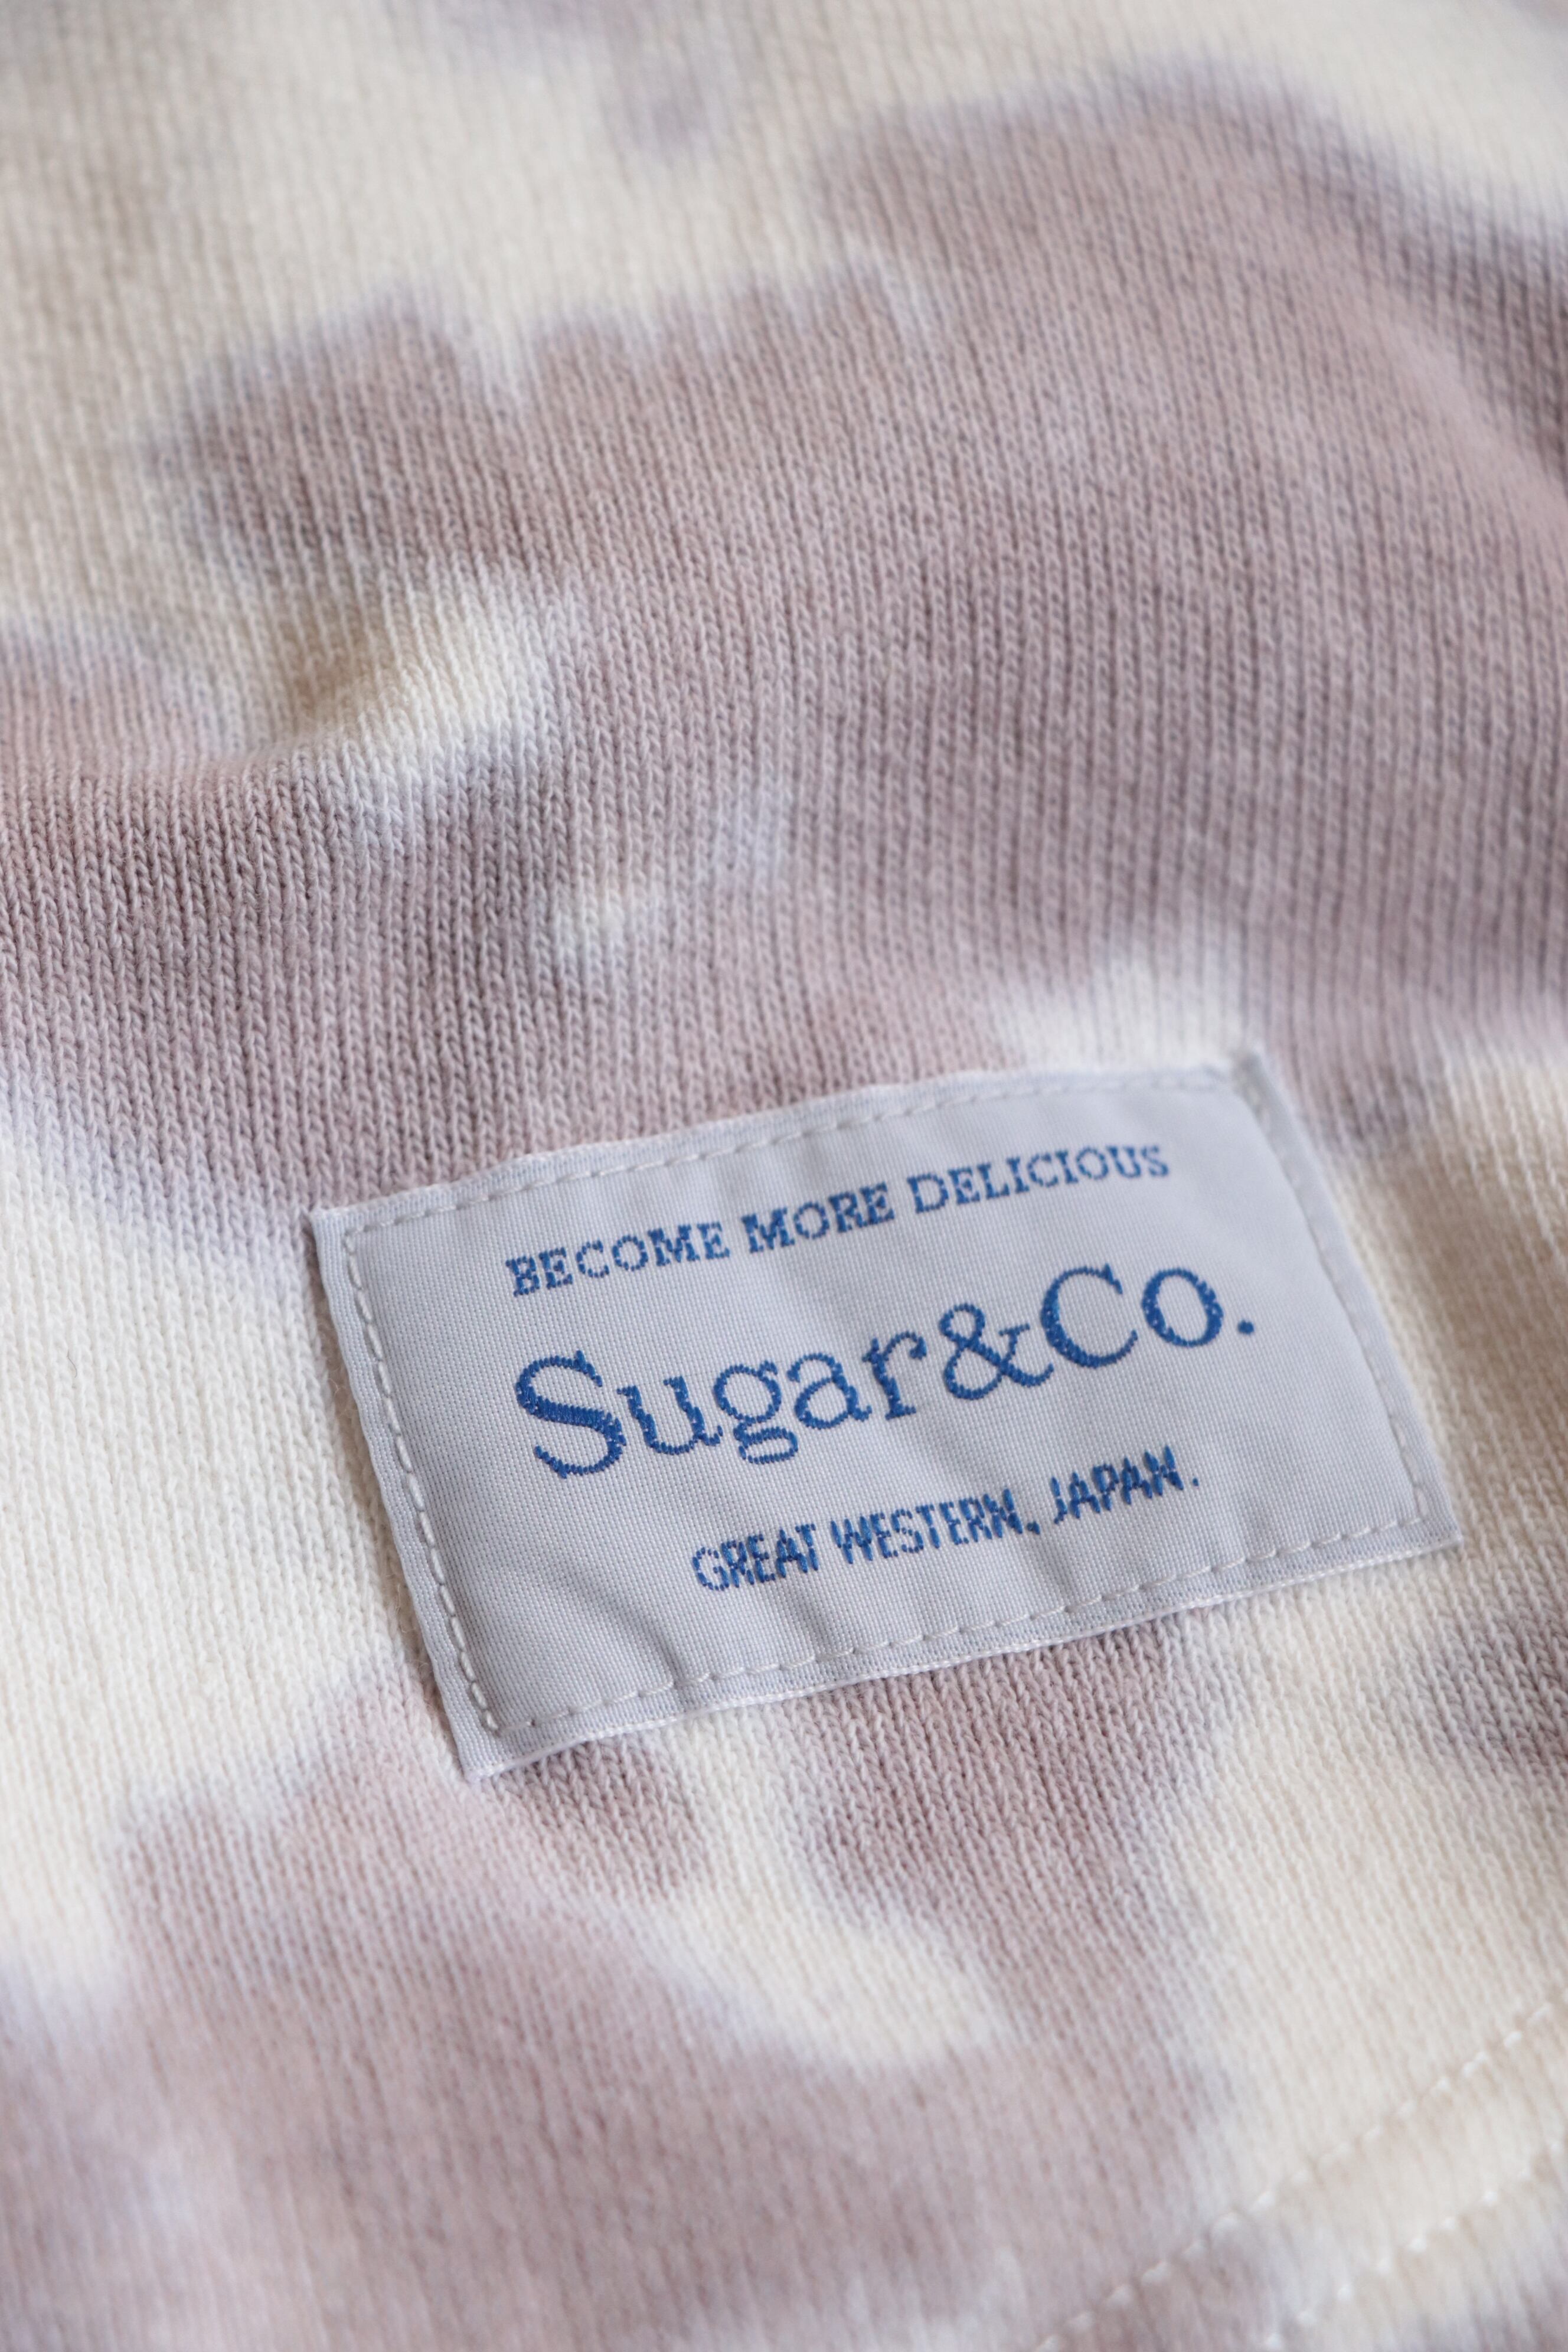 BECOME MORE DELICIOUS
Sugar&Co.
GREAT WESTERN, JAPAN.